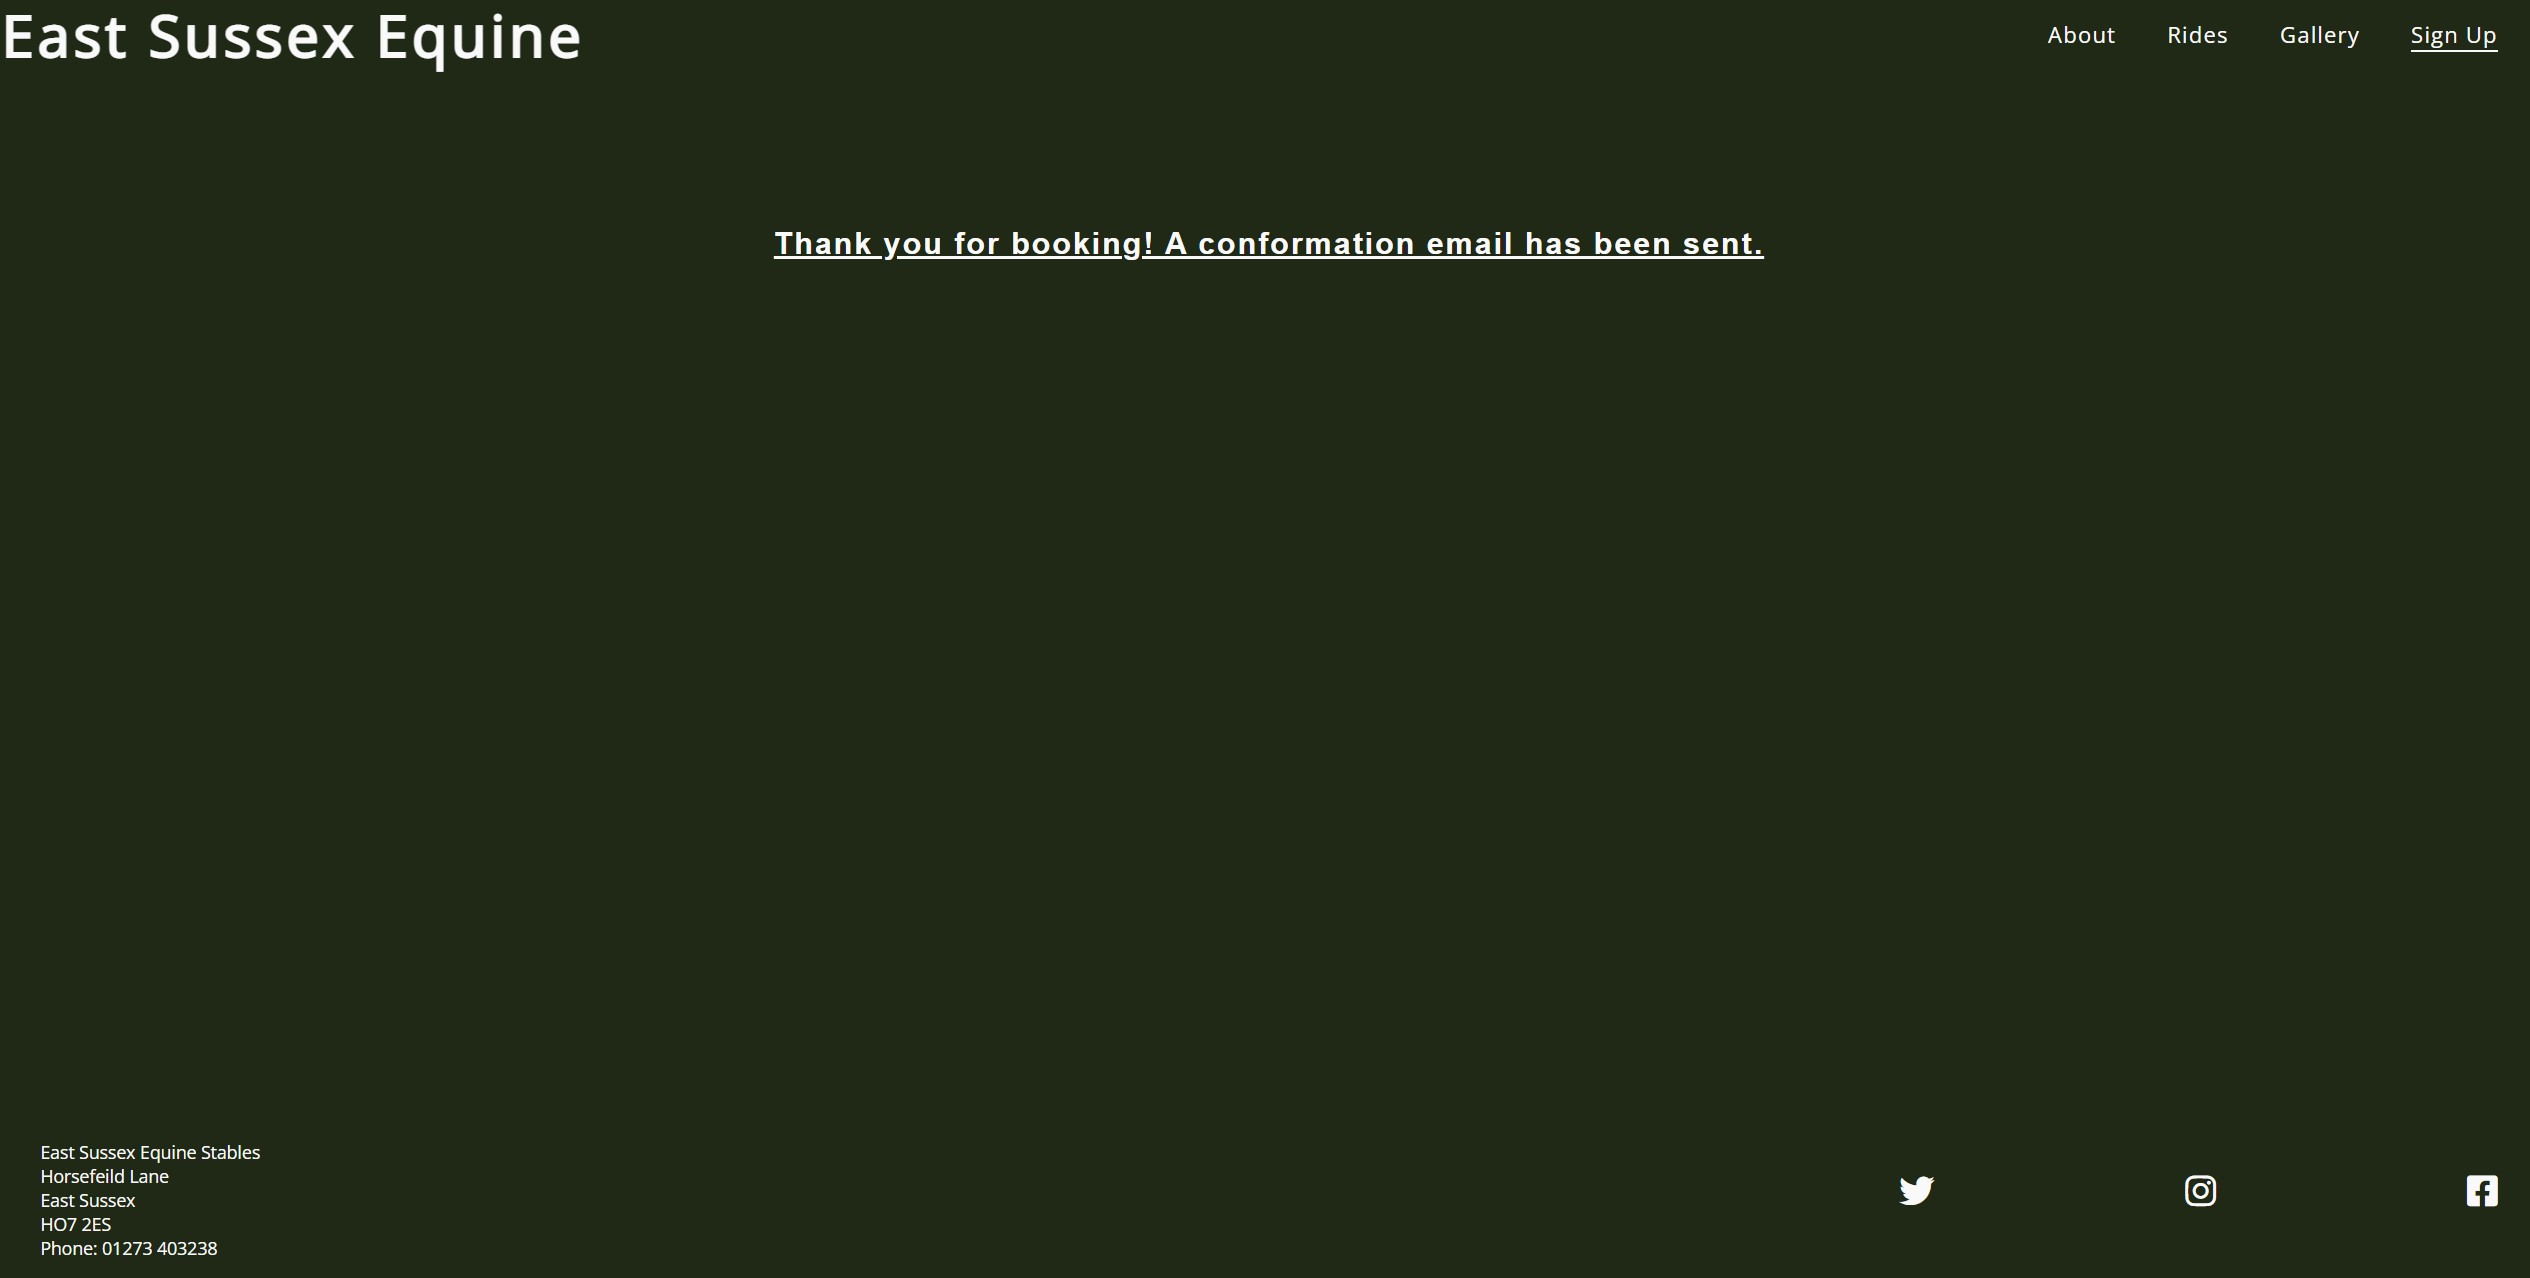 East Sussex Equine
About Rides Gallery Sign Up
Thank you for booking! A conformation email has been sent.
East Sussex Equine Stables
Horsefeild Lane
East Sussex
HO7 2ES
Phone: 01273 403238